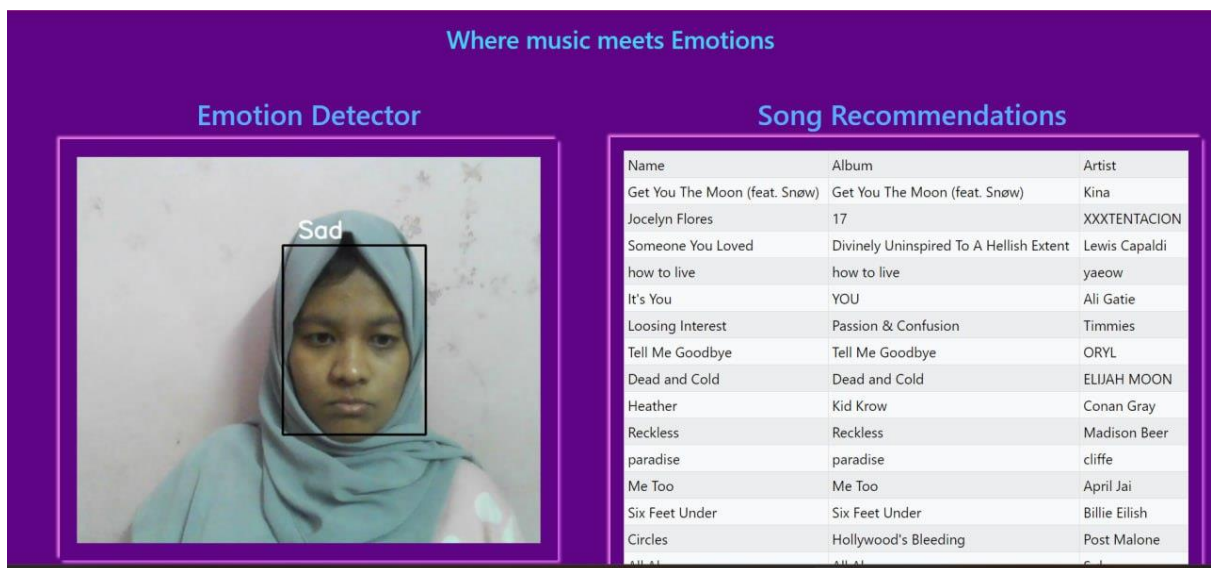 Where music meets Emotions
Emotion Detector
Sad
Song Recommendations
Name Album Artist
Get You The Moon (feat. Snøw) Get You The Moon (feat. Snøw) Kina
Jocelyn Flores 17 XXXTENTACION
Someone You Loved Divinely Uninspired To A Hellish Extent Lewis Capaldi
how to live how to live yaeow
It's You YOU Ali Gatie
Loosing Interest Passion & Confusion Timmies
Tell Me Goodbye Tell Me Goodbye ORYL
Dead and Cold Dead and Cold ELIJAH MOON
Heather Kid Krow Conan Gray
Reckless Reckless Madison Beer
paradise paradise cliffe
Me Too Me Too April Jai
Six Feet Under Six Feet Under Billie Eilish
Circles Hollywood's Bleeding Post Malone